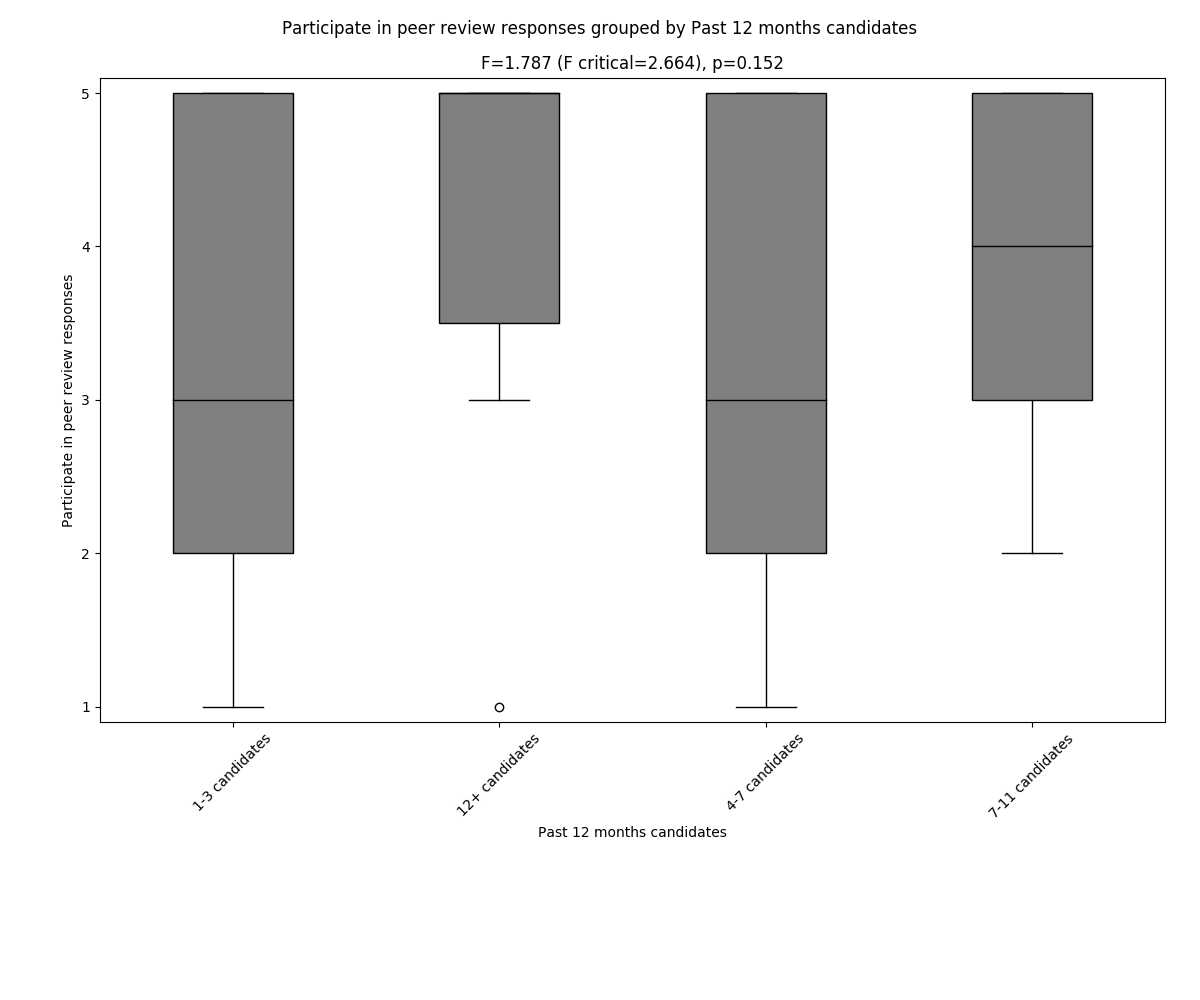 Participate in peer review responses grouped by Past 12 months candidates
F=1.787 (F critical=2.664), p=0.152
Participate in peer review responses
5
4
3
2
1
1-3 candidates
12+ candidates
4-7 candidates
7-11 candidates
Past 12 months candidates